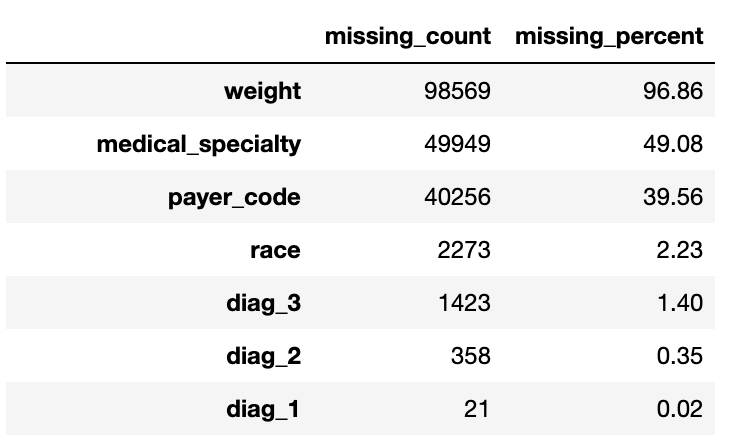 missing_count missing_percent
weight 98569 96.86
medical_specialty 49949 49.08
payer_code 40256 39.56
race 2273 2.23
diag_3 1423 1.40
diag_2 358 0.35
diag_1 21 0.02